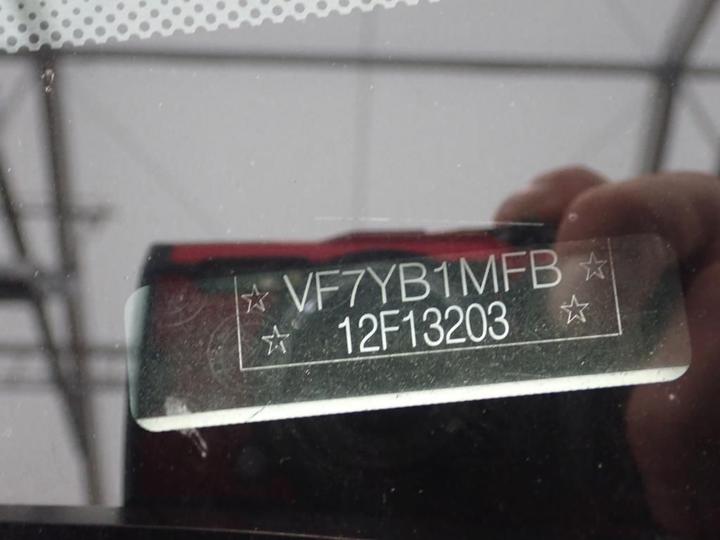 ☆ VF7YB1MFB ☆
☆ 12F13203 ☆